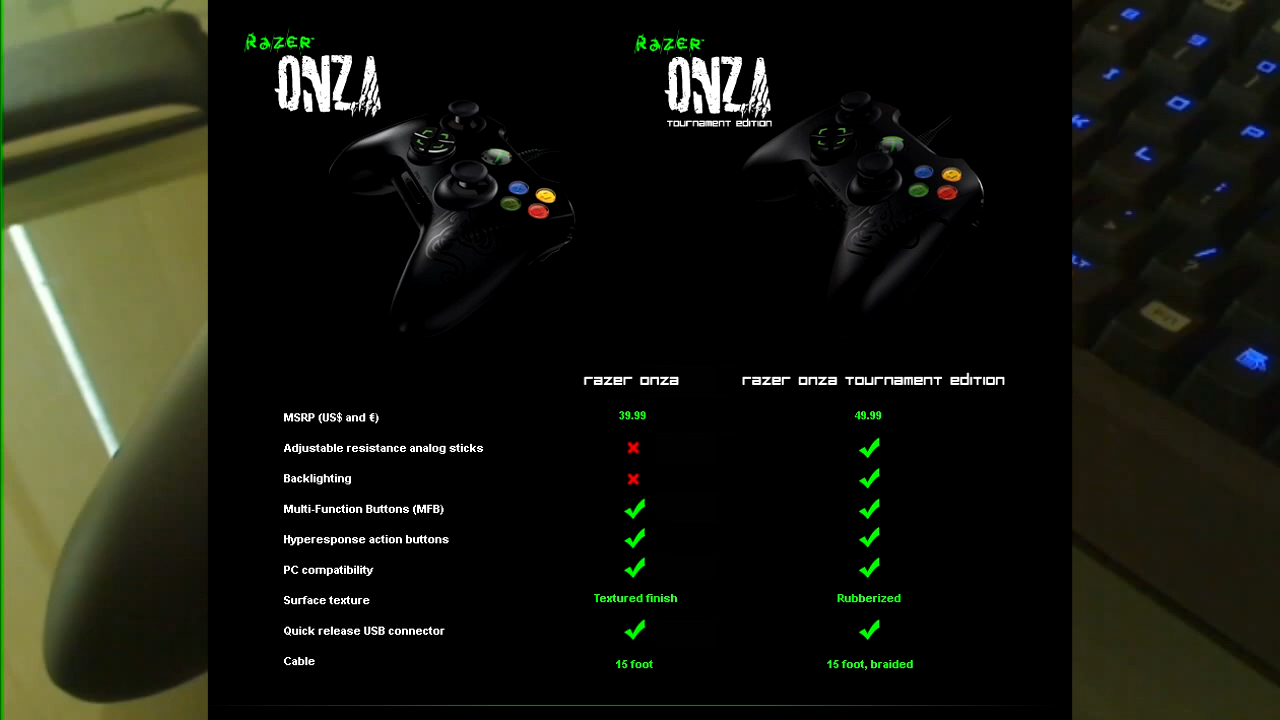 RAZER
ONZA
RAZER
ONZA
TOURNAMENT EDITION
razer onza razer onza tournament edition
MSRP (US$ and €) 39.99 49.99
Adjustable resistance analog sticks
Backlighting
Multi-Function Buttons (MFB)
Hyperesponse action buttons
PC compatibility
Surface texture Textured finish Rubberized
Quick release USB connector
Cable 15 foot 15 foot, braided